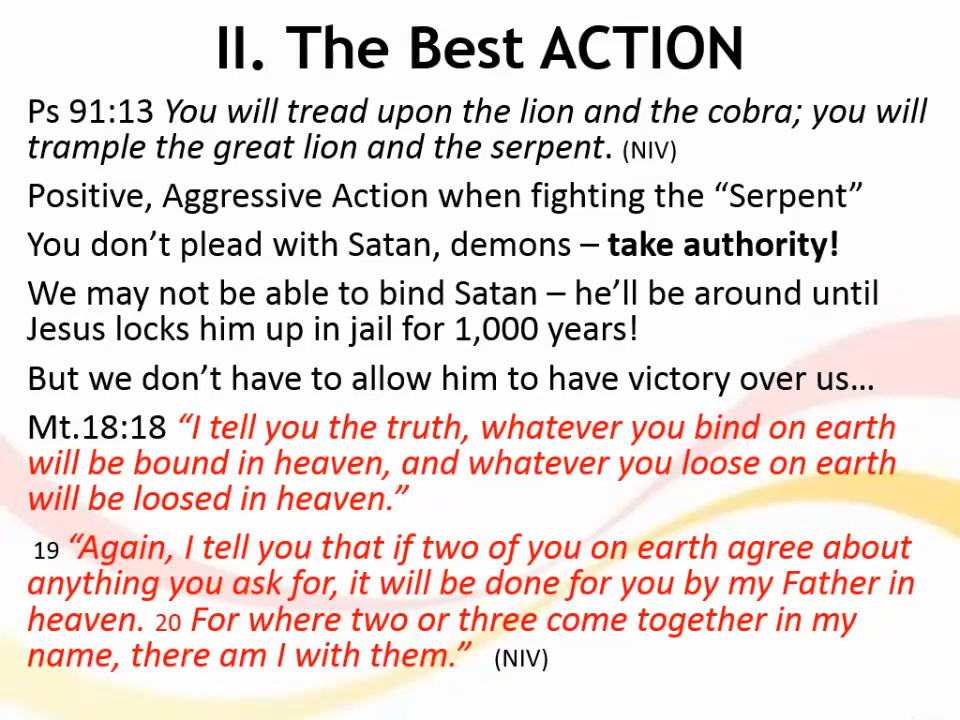 II. The Best ACTION
Ps 91:13 You will tread upon the lion and the cobra; you will
trample the great lion and the serpent. (NIV)
Positive, Aggressive Action when fighting the “Serpent”
You don’t plead with Satan, demons – take authority!
We may not be able to bind Satan – he’ll be around until
Jesus locks him up in jail for 1,000 years!
But we don’t have to allow him to have victory over us…
Mt.18:18 “I tell you the truth, whatever you bind on earth
will be bound in heaven, and whatever you loose on earth
will be loosed in heaven.”
19 “Again, I tell you that if two of you on earth agree about
anything you ask for, it will be done for you by my Father in
heaven. 20 For where two or three come together in my
name, there am I with them.” (NIV)